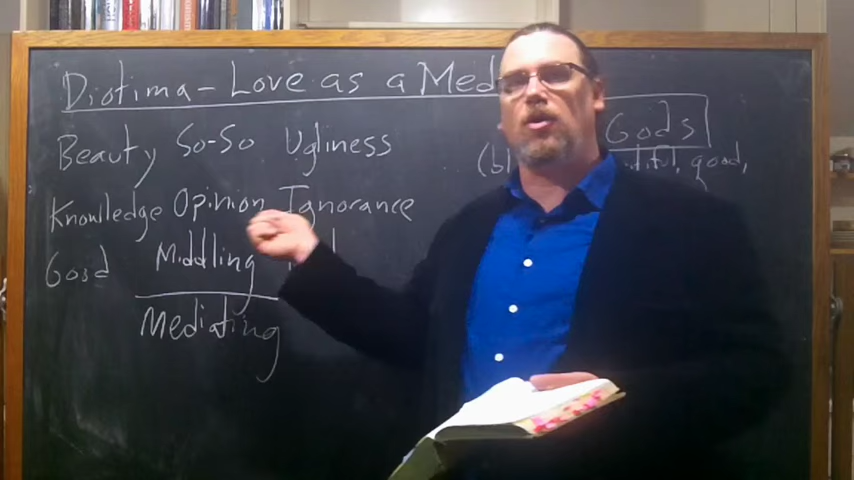 Diotima - Love as a Med
Beauty So-So Ugliness
Gods
Knowledge Opinion Ignorance
good,
Good Middling
Mediating